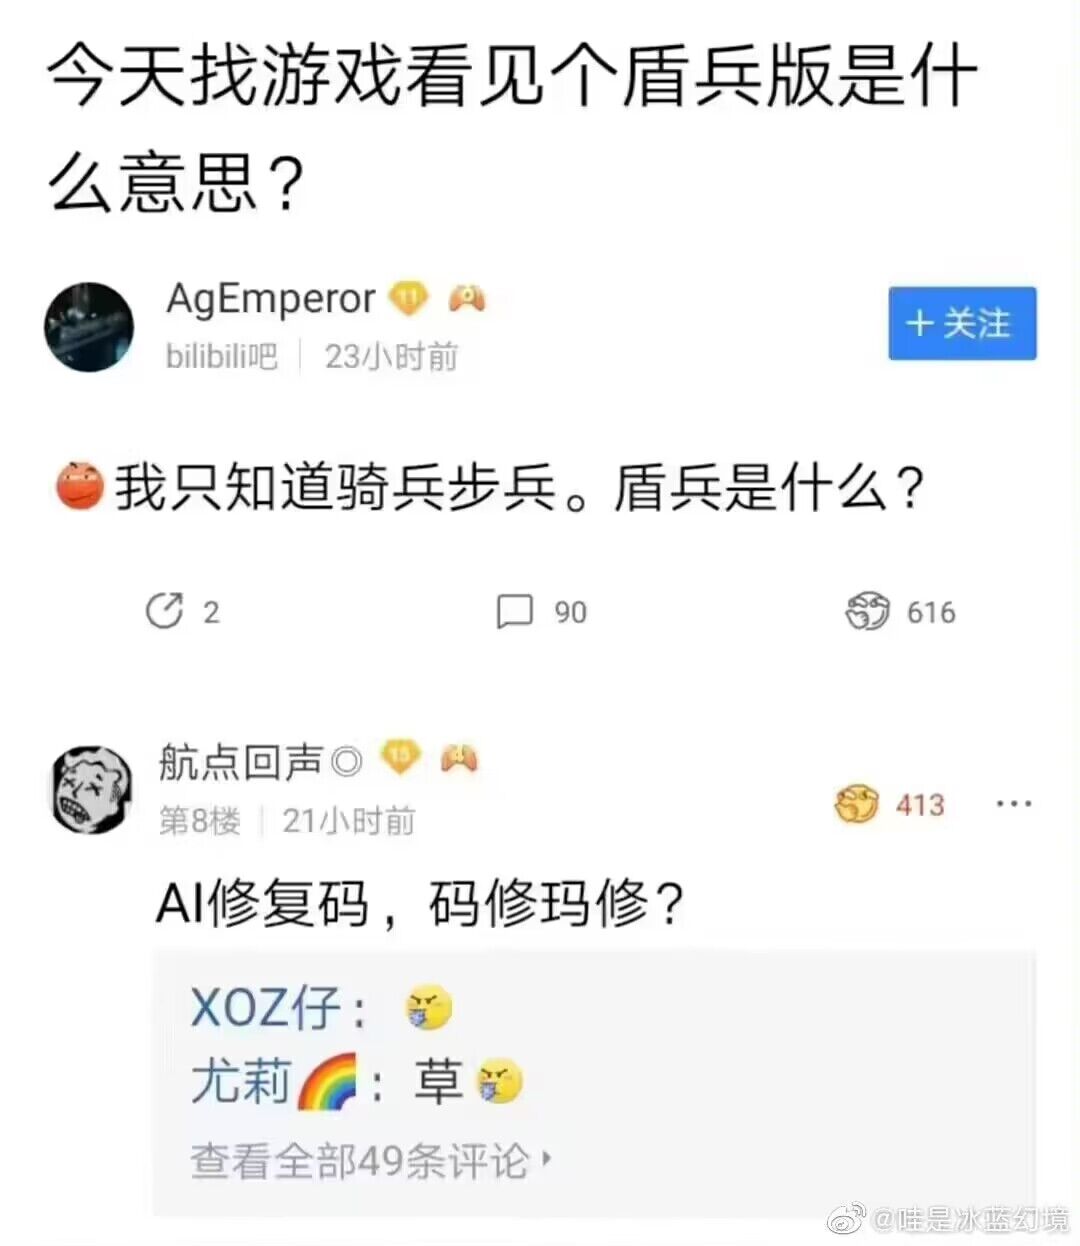 今天找游戏看见个盾兵版是什
么意思？
AgEmperor 11
+ 关注
bilibili吧 | 23小时前
我只知道骑兵步兵。盾兵是什么？
2 90 616
航点回声◎ 15
第8楼 | 21小时前
413 ···
AI修复码，码修玛修？
XOZ仔：
尤莉🌈：草
查看全部49条评论
@哇是冰蓝幻境